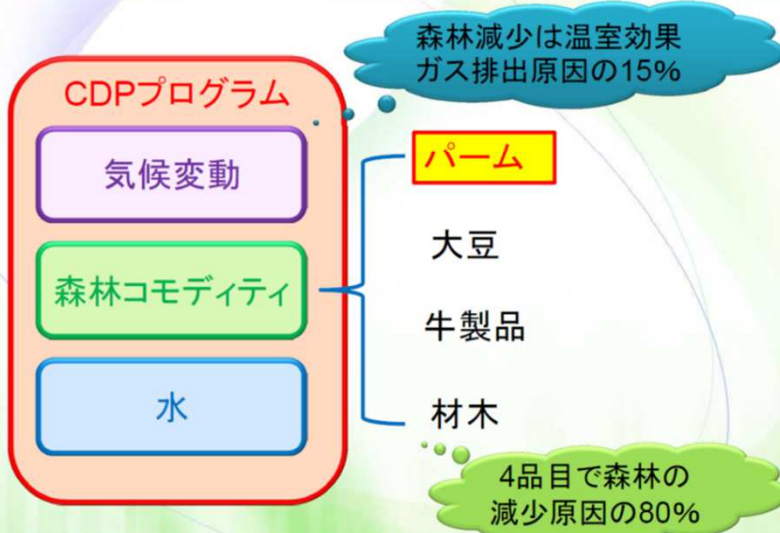 森林減少は温室効果
ガス排出原因の15%
CDPプログラム
気候変動
森林コモディティ
水
パーム
大豆
牛製品
材木
4品目で森林の
減少原因の80%